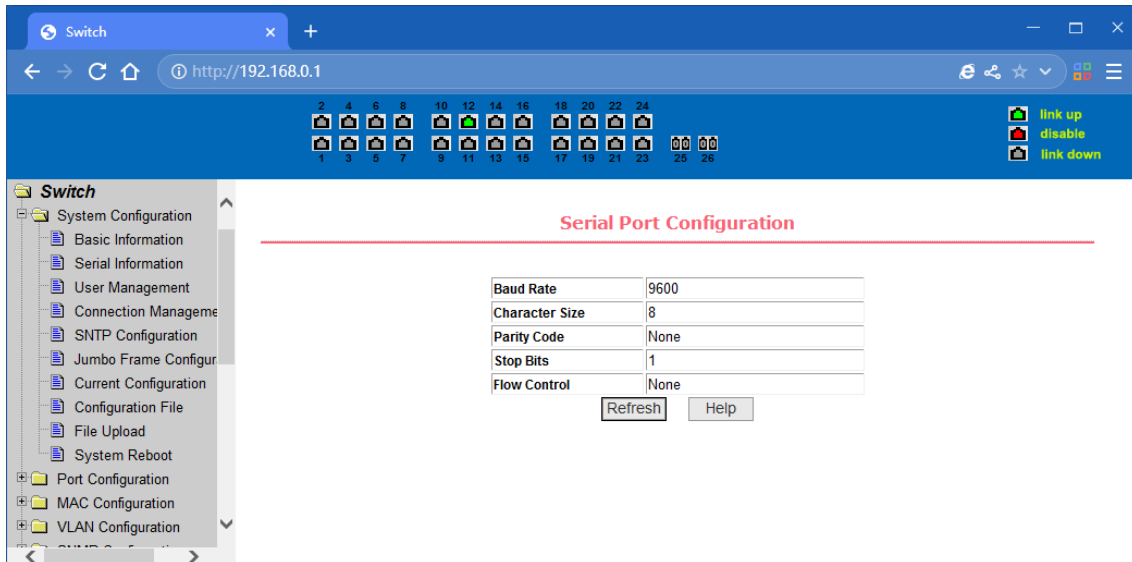 Switch
http://192.168.0.1
2 4 6 8 10 12 14 16 18 20 22 24
1 3 5 7 9 11 13 15 17 19 21 23 25 26
link up
disable
link down
Switch
System Configuration
Basic Information
Serial Information
User Management
Connection Manageme
SNTP Configuration
Jumbo Frame Configur
Current Configuration
Configuration File
File Upload
System Reboot
Port Configuration
MAC Configuration
VLAN Configuration
Serial Port Configuration
Baud Rate 9600
Character Size 8
Parity Code None
Stop Bits 1
Flow Control None
Refresh Help